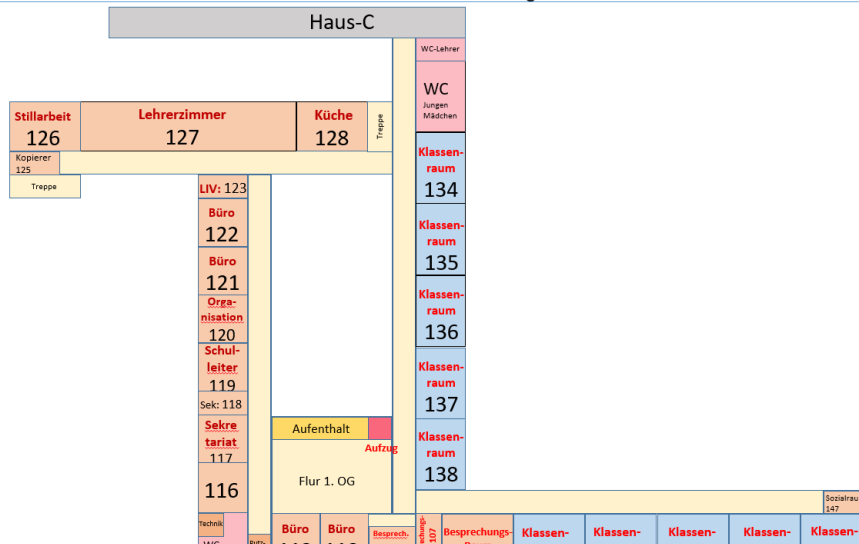 Haus-C
WC-Lehrer
WC
Jungen
Mädchen
Stillarbeit
126
Lehrerzimmer
127
Küche
128
Treppe
Kopierer
125
Treppe
Klassen-
raum
134
LIV: 123
Büro
122
Klassen-
raum
135
Büro
121
Orga-
nisation
120
Klassen-
raum
136
Schul-
leiter
119
Klassen-
raum
137
Sek: 118
Sekre
tariat
117
Aufenthalt
Aufzug
Klassen-
raum
138
116
Flur 1. OG
Sozialrau
147
Technik
Büro
Büro
Besprech.
107
Besprechungs-
Klassen-
Klassen-
Klassen-
Klassen-
Klassen-